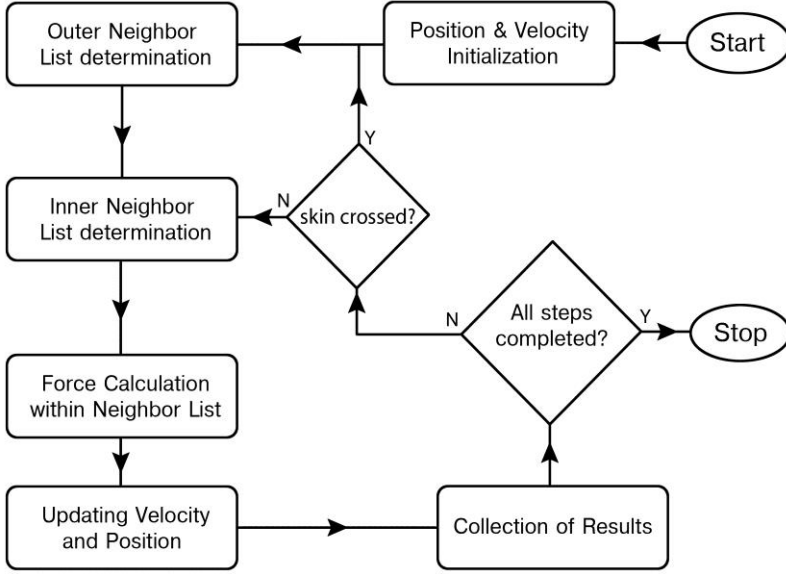 Outer Neighbor
List determination
Position & Velocity
Initialization
Start
Y
Inner Neighbor
List determination
N
skin crossed?
All steps
completed?
N
Y
Stop
Force Calculation
within Neighbor List
Updating Velocity
and Position
Collection of Results